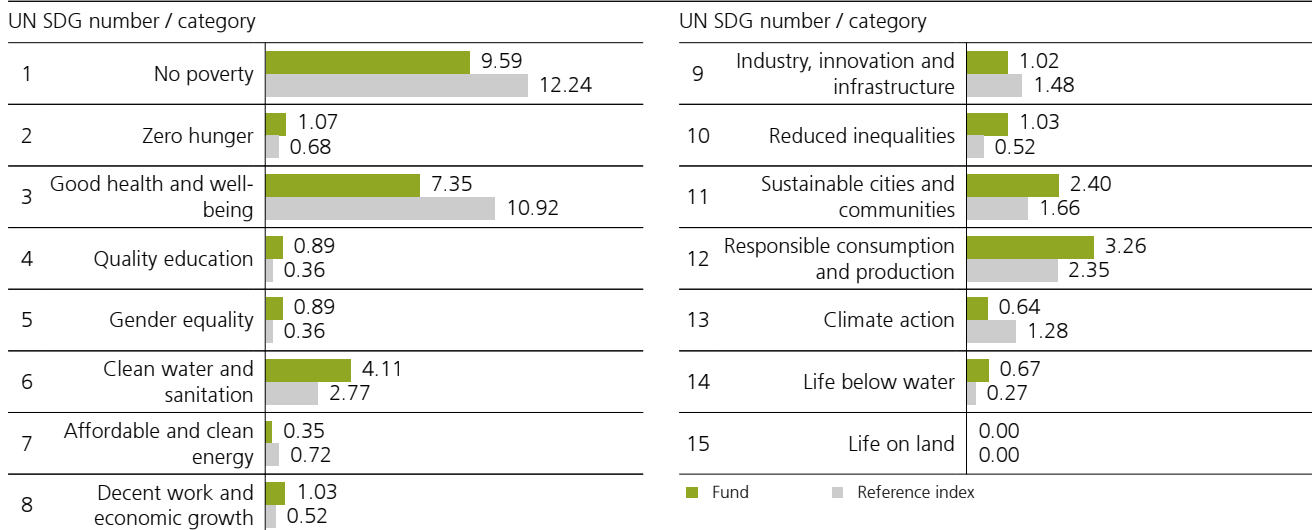 UN SDG number / category
1 No poverty 9.59
12.24
2 Zero hunger 1.07
0.68
3 Good health and well-
being 7.35
10.92
4 Quality education 0.89
0.36
5 Gender equality 0.89
0.36
6 Clean water and
sanitation 4.11
2.77
7 Affordable and clean
energy 0.35
0.72
8 Decent work and
economic growth 1.03
0.52
UN SDG number / category
9 Industry, innovation and
infrastructure 1.02
1.48
10 Reduced inequalities 1.03
0.52
11 Sustainable cities and
communities 2.40
1.66
12 Responsible consumption
and production 3.26
2.35
13 Climate action 0.64
1.28
14 Life below water 0.67
0.27
15 Life on land 0.00
0.00
Fund Reference index